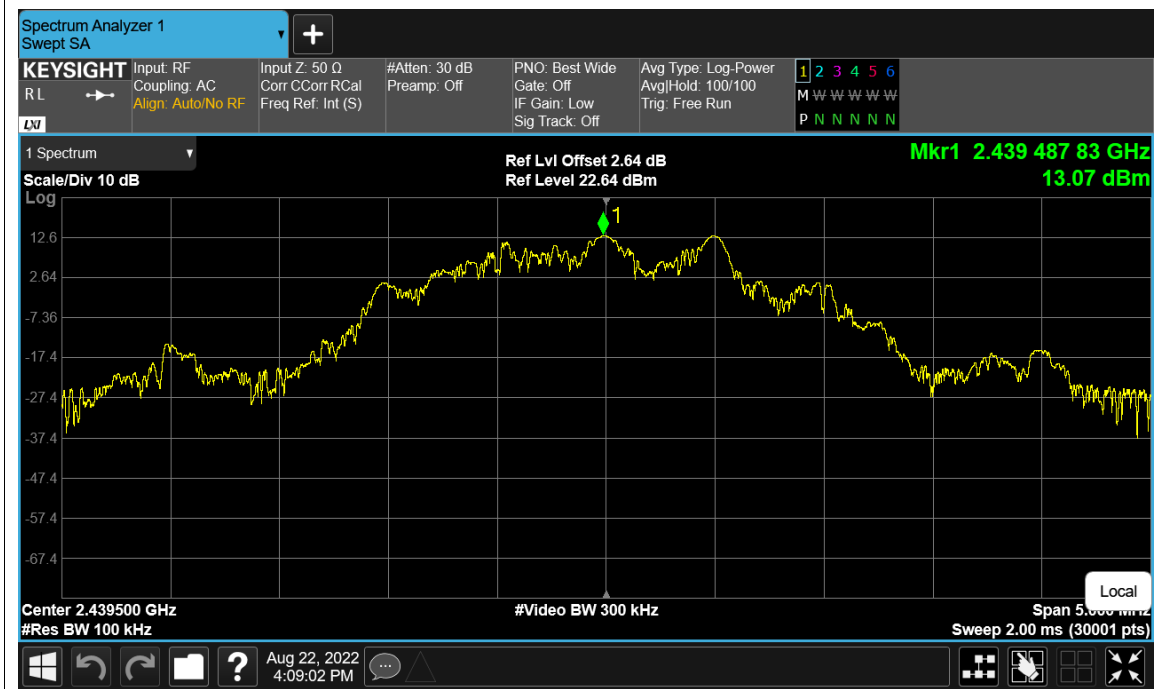 Spectrum Analyzer 1
Swept SA
KEYSIGHT
R L
LXI
Input: RF
Coupling: AC
Align: Auto/No RF
Input Z: 50 Ω
Corr CCorr RCal
Freq Ref: Int (S)
#Atten: 30 dB
Preamp: Off
PNO: Best Wide
Gate: Off
IF Gain: Low
Sig Track: Off
Avg Type: Log-Power
Avg|Hold: 100/100
Trig: Free Run
1 2 3 4 5 6
M W W W W W
P N N N N N
1 Spectrum
Scale/Div 10 dB
Log
Ref Lvl Offset 2.64 dB
Ref Level 22.64 dBm
Mkr1 2.439 487 83 GHz
13.07 dBm
1
12.6
2.64
-7.36
-17.4
-27.4
-37.4
-47.4
-57.4
-67.4
Local
Center 2.439500 GHz
#Video BW 300 kHz
Span 5.000 MHz
#Res BW 100 kHz
Sweep 2.00 ms (30001 pts)
?
Aug 22, 2022
4:09:02 PM